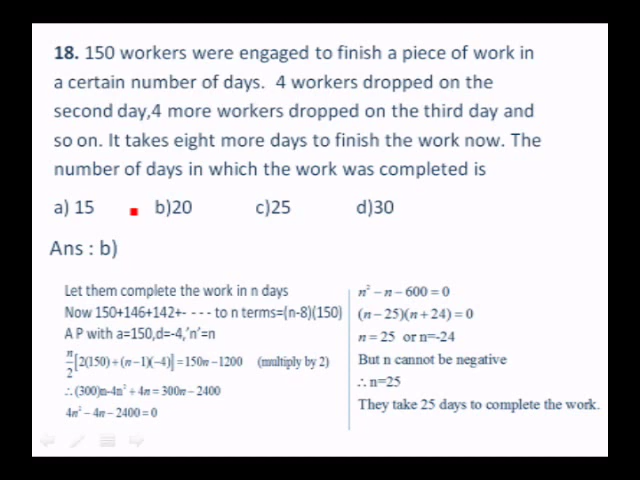 18. 150 workers were engaged to finish a piece of work in
a certain number of days. 4 workers dropped on the
second day,4 more workers dropped on the third day and
so on. It takes eight more days to finish the work now. The
number of days in which the work was completed is
a) 15 b)20 c)25 d)30
Ans : b)
Let them complete the work in n days
Now 150+146+142+- - - - to n terms=(n-8)(150)
A P with a=150,d=-4,'n'=n
n/2[2(150)+(n−1)(−4)]=150n−1200 (multiply by 2)
∴(300)n-4n²+4n=300n−2400
4n²−4n−2400=0
n²−n−600=0
(n−25)(n+24)=0
n=25 or n=-24
But n cannot be negative
∴n=25
They take 25 days to complete the work.